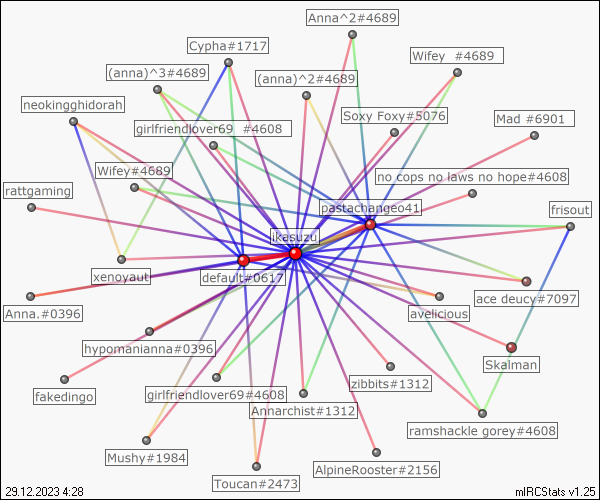 Anna^2#4689
Cypha#1717
Wifey  #4689
(anna)^3#4689
(anna)^2#4689
neokingghidorah
Soxy Foxy#5076
Mad #6901
girlfriendlover69  #4608
Wifey#4689
no cops no laws no hope#4608
rattgaming
pastachangeo41
frisout
ikasuzu
xenoyaut
default#0617
Anna.#0396
avelicious
ace deucy#7097
hypomanianna#0396
Skalman
fakedingo
girlfriendlover69#4608
zibbits#1312
Annarchist#1312
ramshackle gorey#4608
Mushy#1984
Toucan#2473
AlpineRooster#2156
29.12.2023 4:28
mIRCStats v1.25